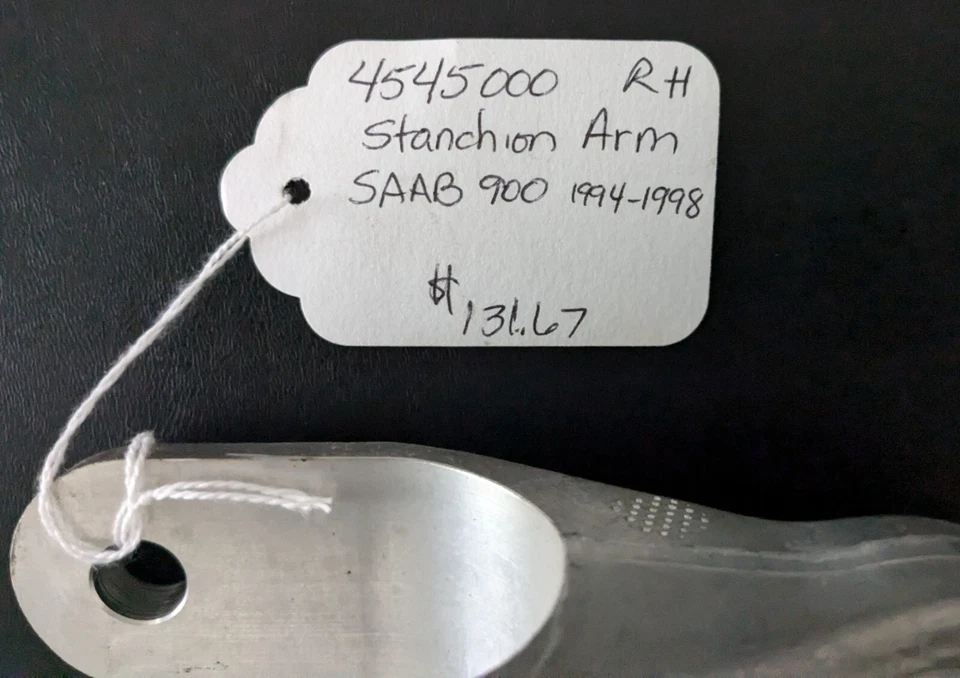 4545000 RH
Stanchion Arm
SAAB 900 1994-1998
$131.67